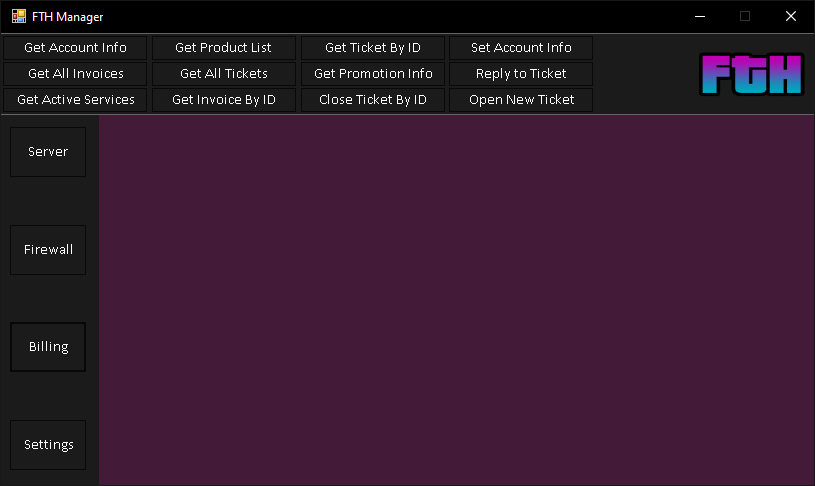 FTH Manager
Get Account Info
Get Product List
Get Ticket By ID
Set Account Info
Get All Invoices
Get All Tickets
Get Promotion Info
Reply to Ticket
Get Active Services
Get Invoice By ID
Close Ticket By ID
Open New Ticket
FTH
Server
Firewall
Billing
Settings